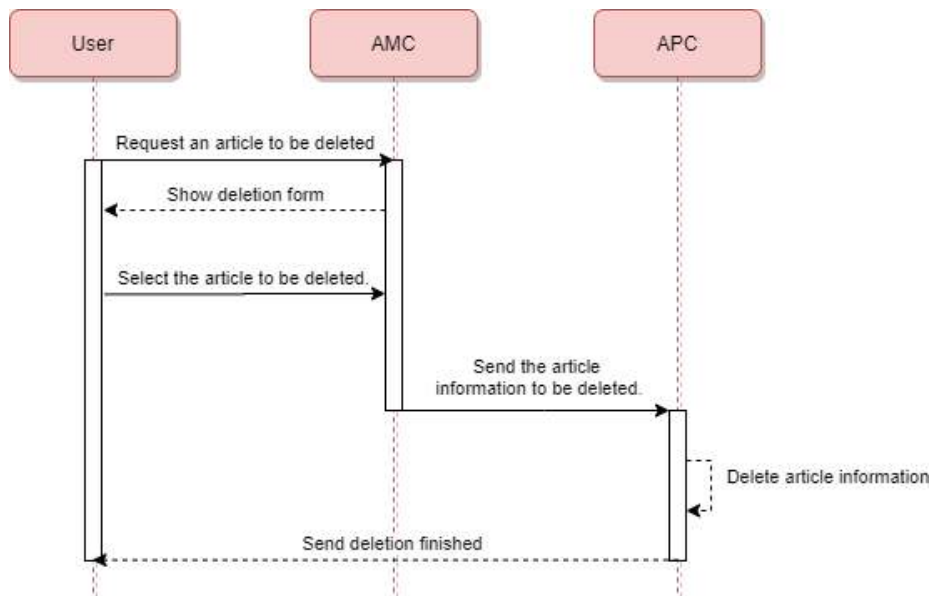 User
AMC
APC
Request an article to be deleted
Show deletion form
Select the article to be deleted.
Send the article
information to be deleted.
Delete article information
Send deletion finished